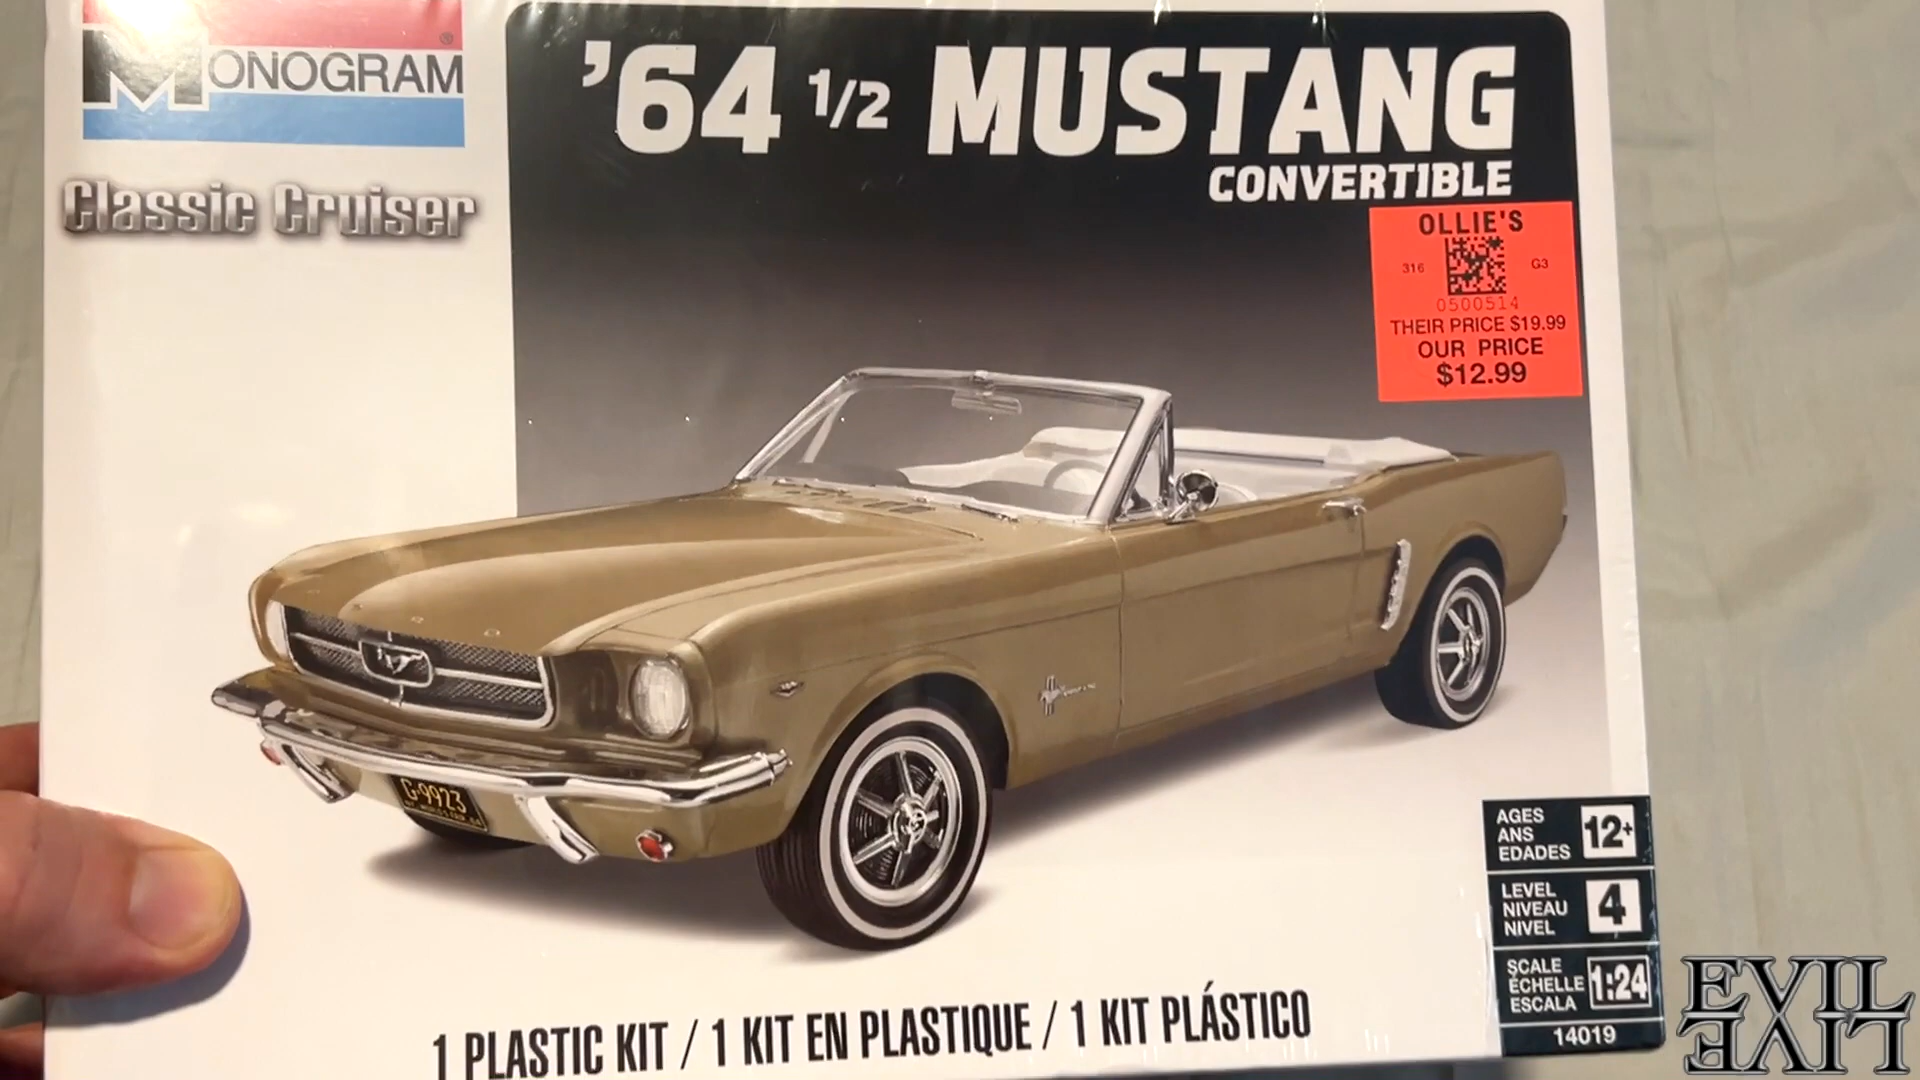 MONOGRAM
®
Classic Cruiser
'64 1/2 MUSTANG
CONVERTIBLE
OLLIE'S
316 G3
0500514
THEIR PRICE $19.99
OUR PRICE
$12.99
G-9923
AGES
ANS
EDADES
12+
LEVEL
NIVEAU
NIVEL
4
SCALE
ÉCHELLE
ESCALA
1:24
14019
1 PLASTIC KIT / 1 KIT EN PLASTIQUE / 1 KIT PLÁSTICO
EVIL